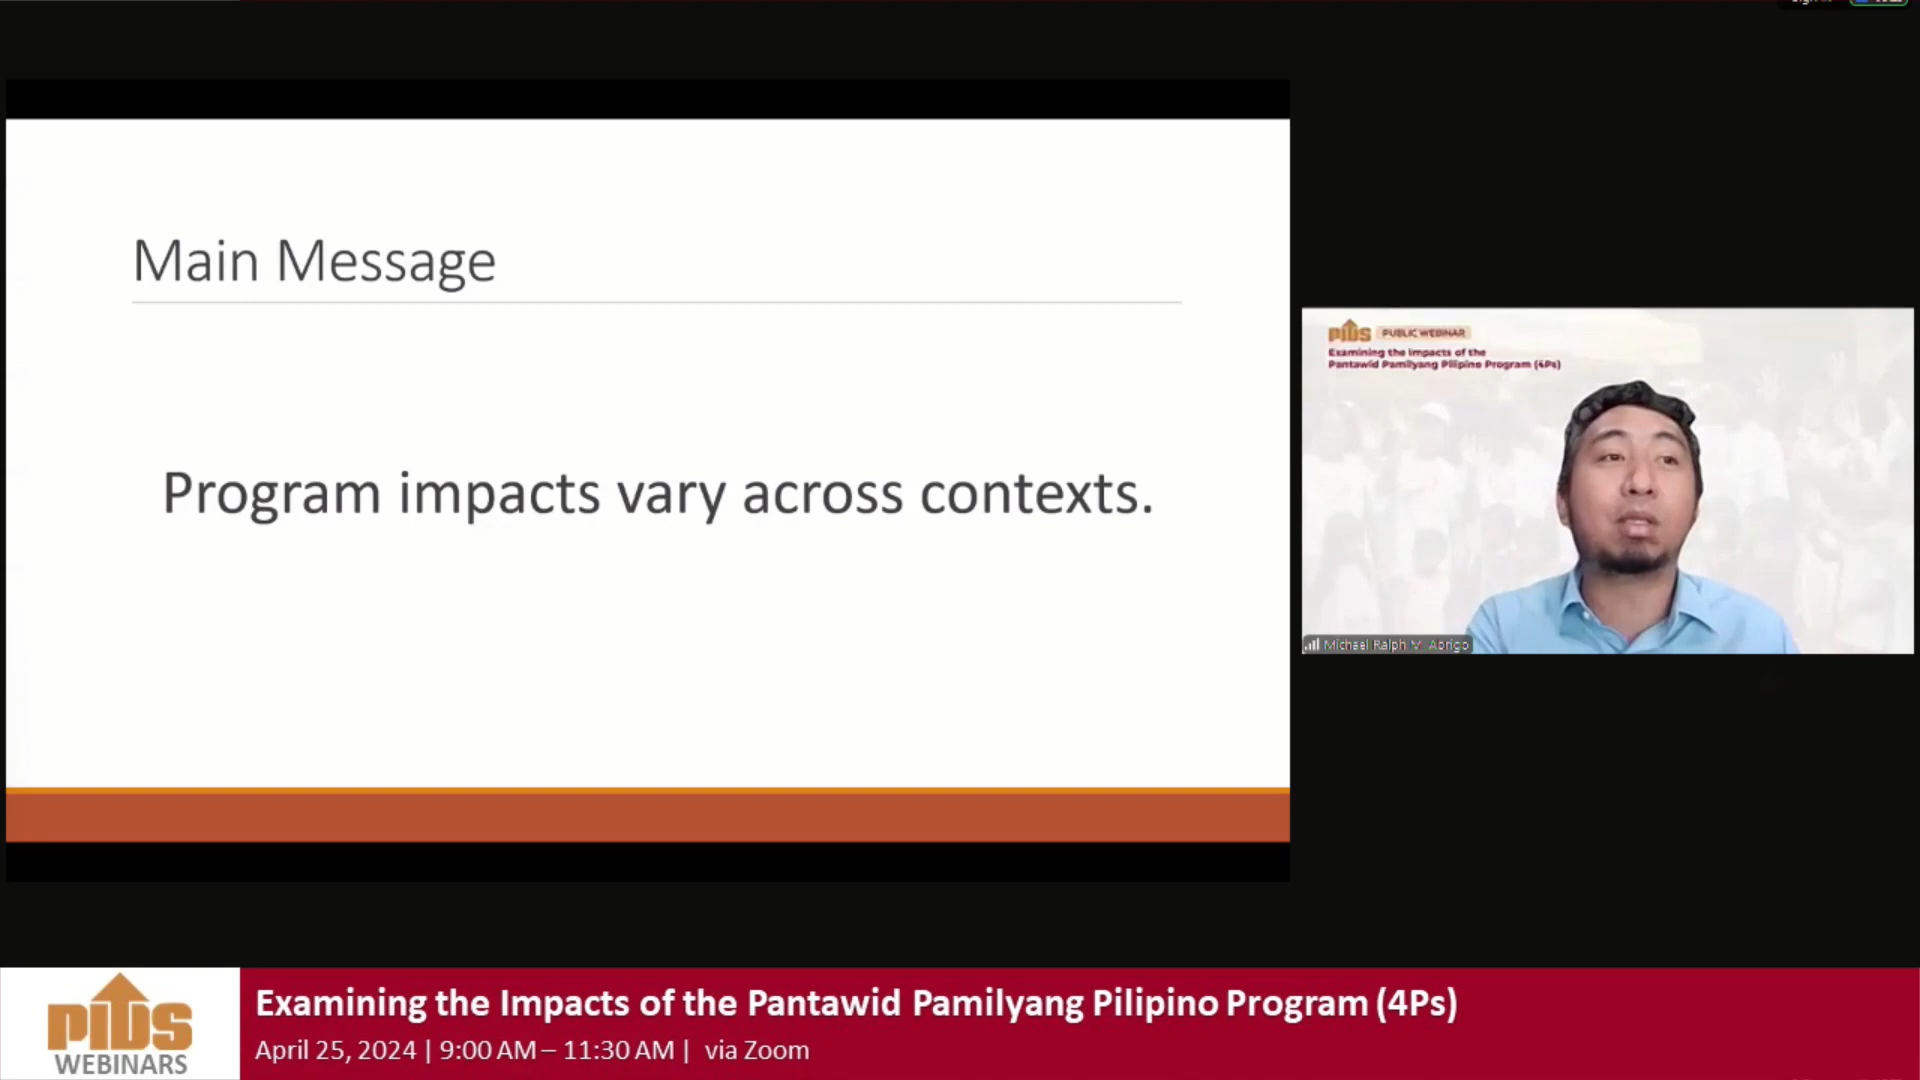 Main Message
Program impacts vary across contexts.
PIDS PUBLIC WEBINAR
Examining the Impacts of the
Pantawid Pamilyang Pilipino Program (4Ps)
Michael Ralph M. Abrigo
PIDS
WEBINARS
Examining the Impacts of the Pantawid Pamilyang Pilipino Program (4Ps)
April 25, 2024 | 9:00 AM – 11:30 AM | via Zoom